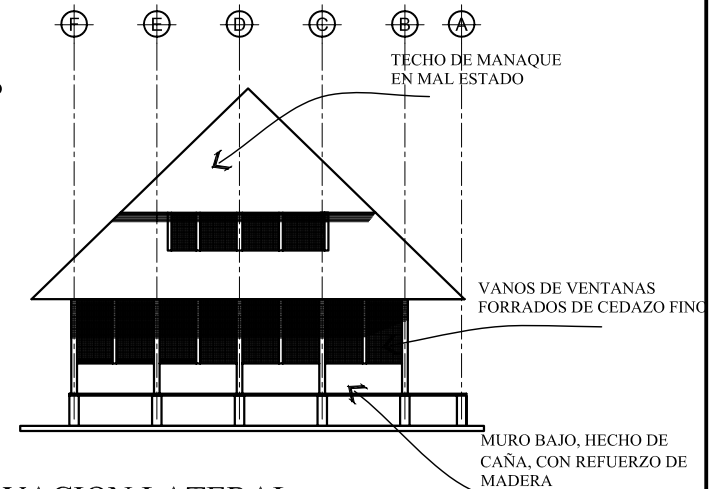 F E D C B A
TECHO DE MANAQUE
EN MAL ESTADO
VANOS DE VENTANAS
FORRADOS DE CEDAZO FINO
MURO BAJO, HECHO DE
CAÑA, CON REFUERZO DE
MADERA
LATERAL